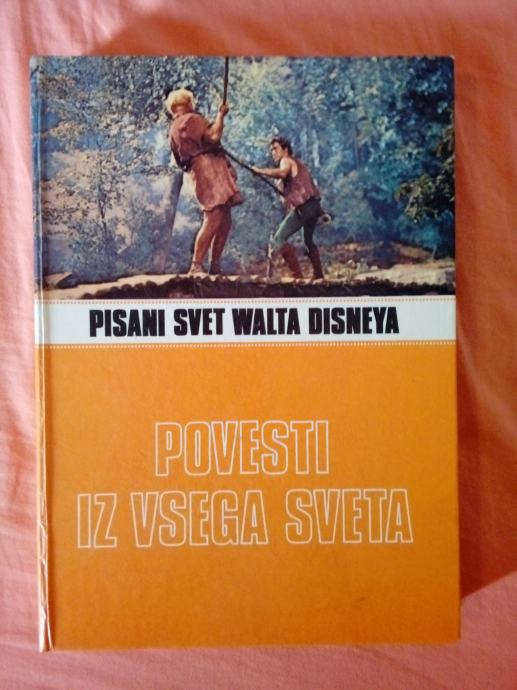 PISANI SVET WALTA DISNEYA
POVESTI
IZ VSEGA SVETA